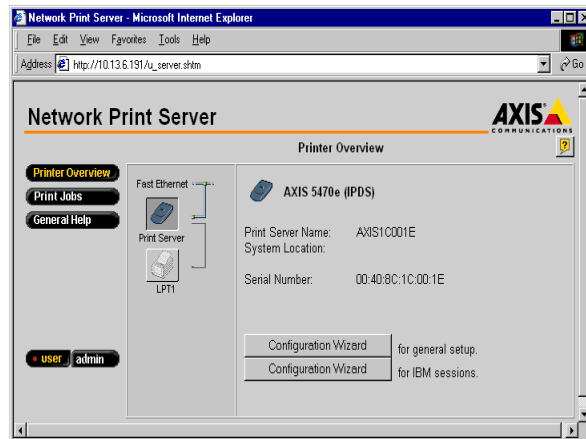 Network Print Server - Microsoft Internet Explorer
File Edit View Favorites Tools Help
Address http://10.13.6.191/u_server.shtm Go
Network Print Server
AXIS
COMMUNICATIONS
Printer Overview
?
Printer Overview
Print Jobs
General Help
Fast Ethernet
Print Server
LPT1
AXIS 5470e (IPDS)
Print Server Name: AXIS1C001E
System Location:
Serial Number: 00:40:8C:1C:00:1E
Configuration Wizard for general setup.
Configuration Wizard for IBM sessions.
user admin